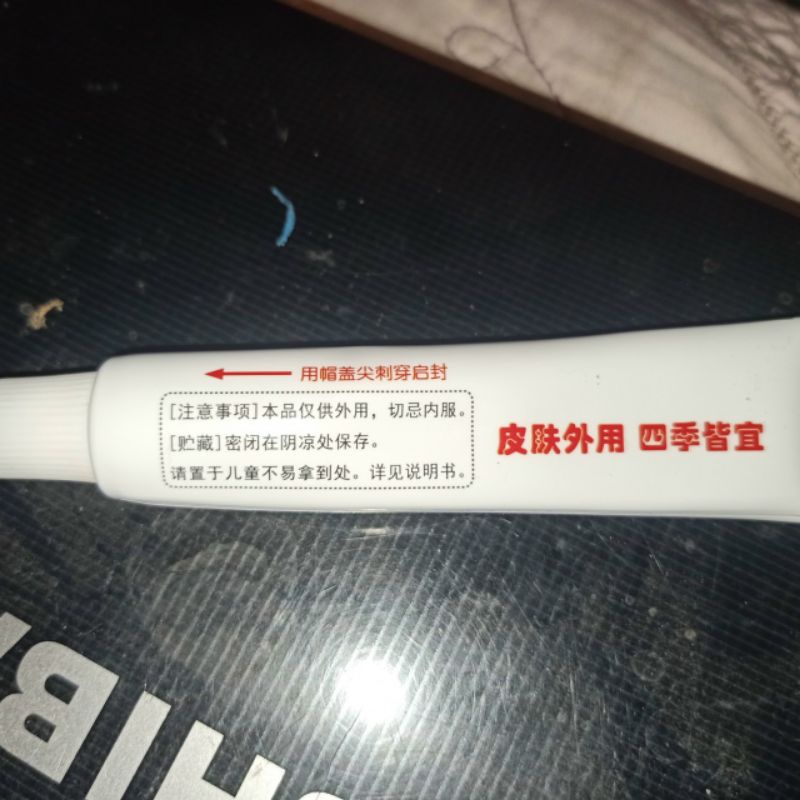 用帽盖尖刺穿启封
[注意事项]本品仅供外用，切忌内服。
[贮藏]密闭在阴凉处保存。
请置于儿童不易拿到处。详见说明书。
皮肤外用 四季皆宜
HIB